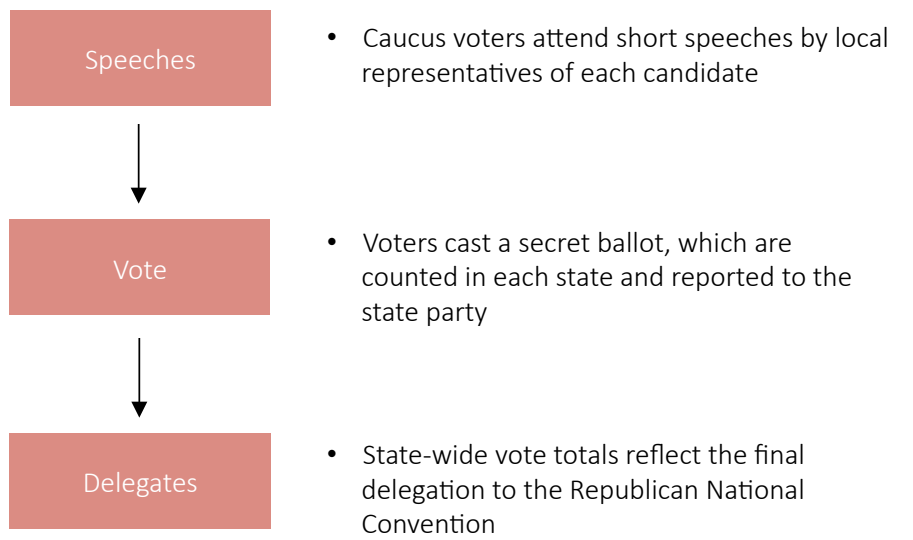 Speeches
• Caucus voters attend short speeches by local
representatives of each candidate
Vote
• Voters cast a secret ballot, which are
counted in each state and reported to the
state party
Delegates
• State-wide vote totals reflect the final
delegation to the Republican National
Convention